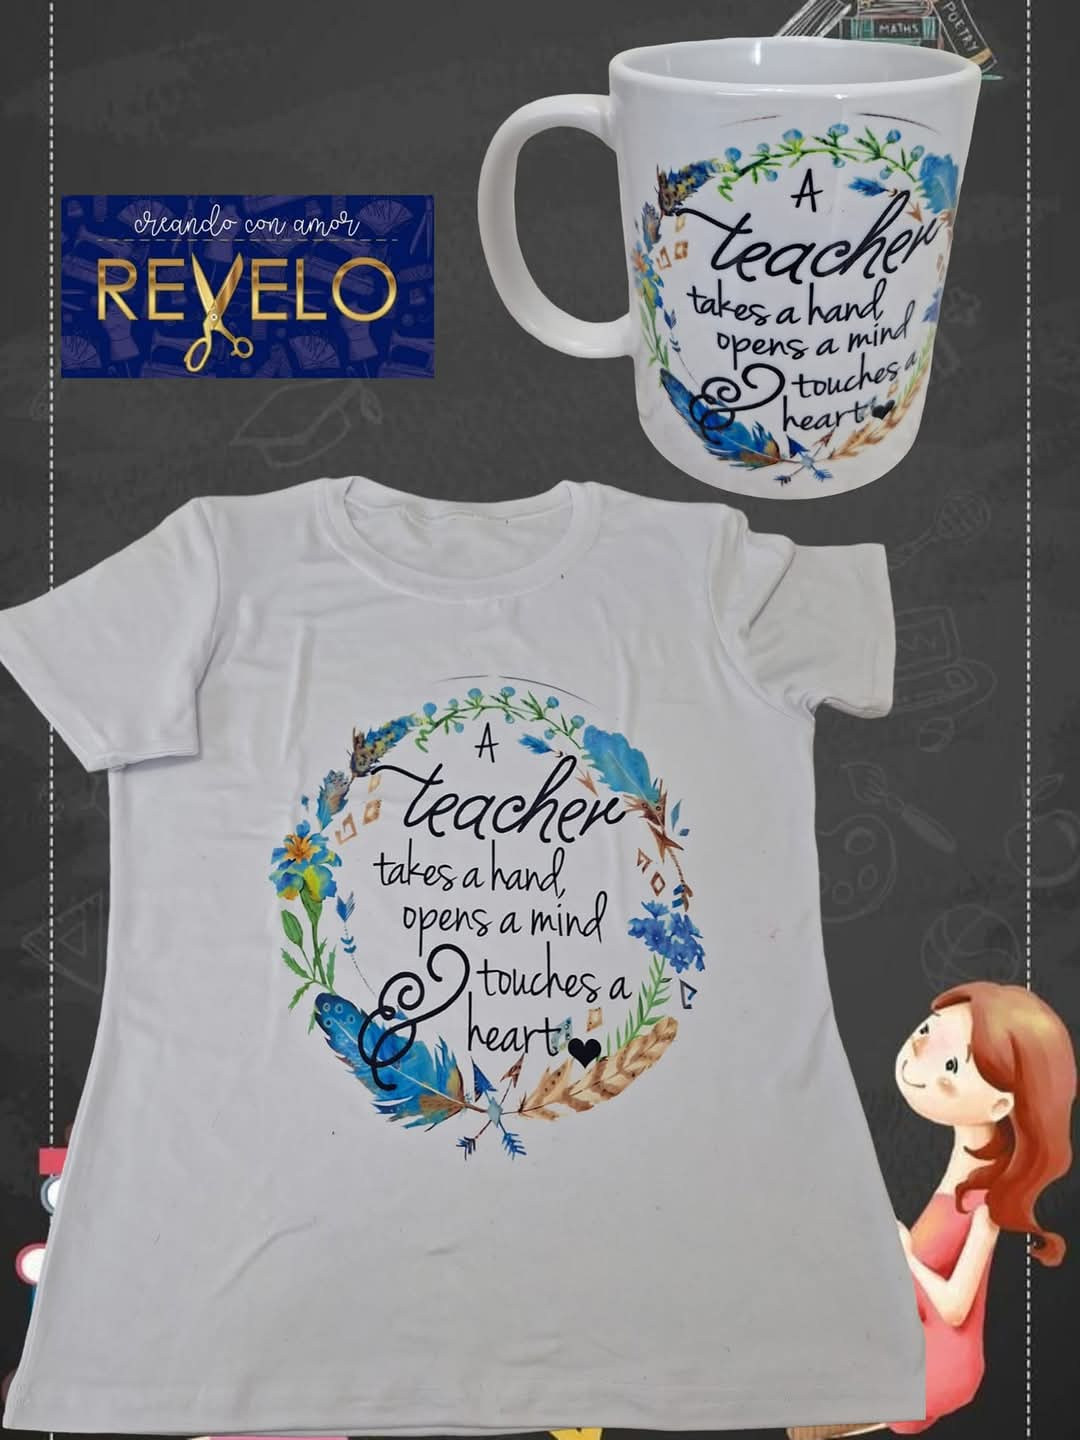 MATHS
POETRY
creando con amor
REVELO
A
teacher
takes a hand,
opens a mind
& touches a
heart
A
teacher
takes a hand,
opens a mind
& touches a
heart